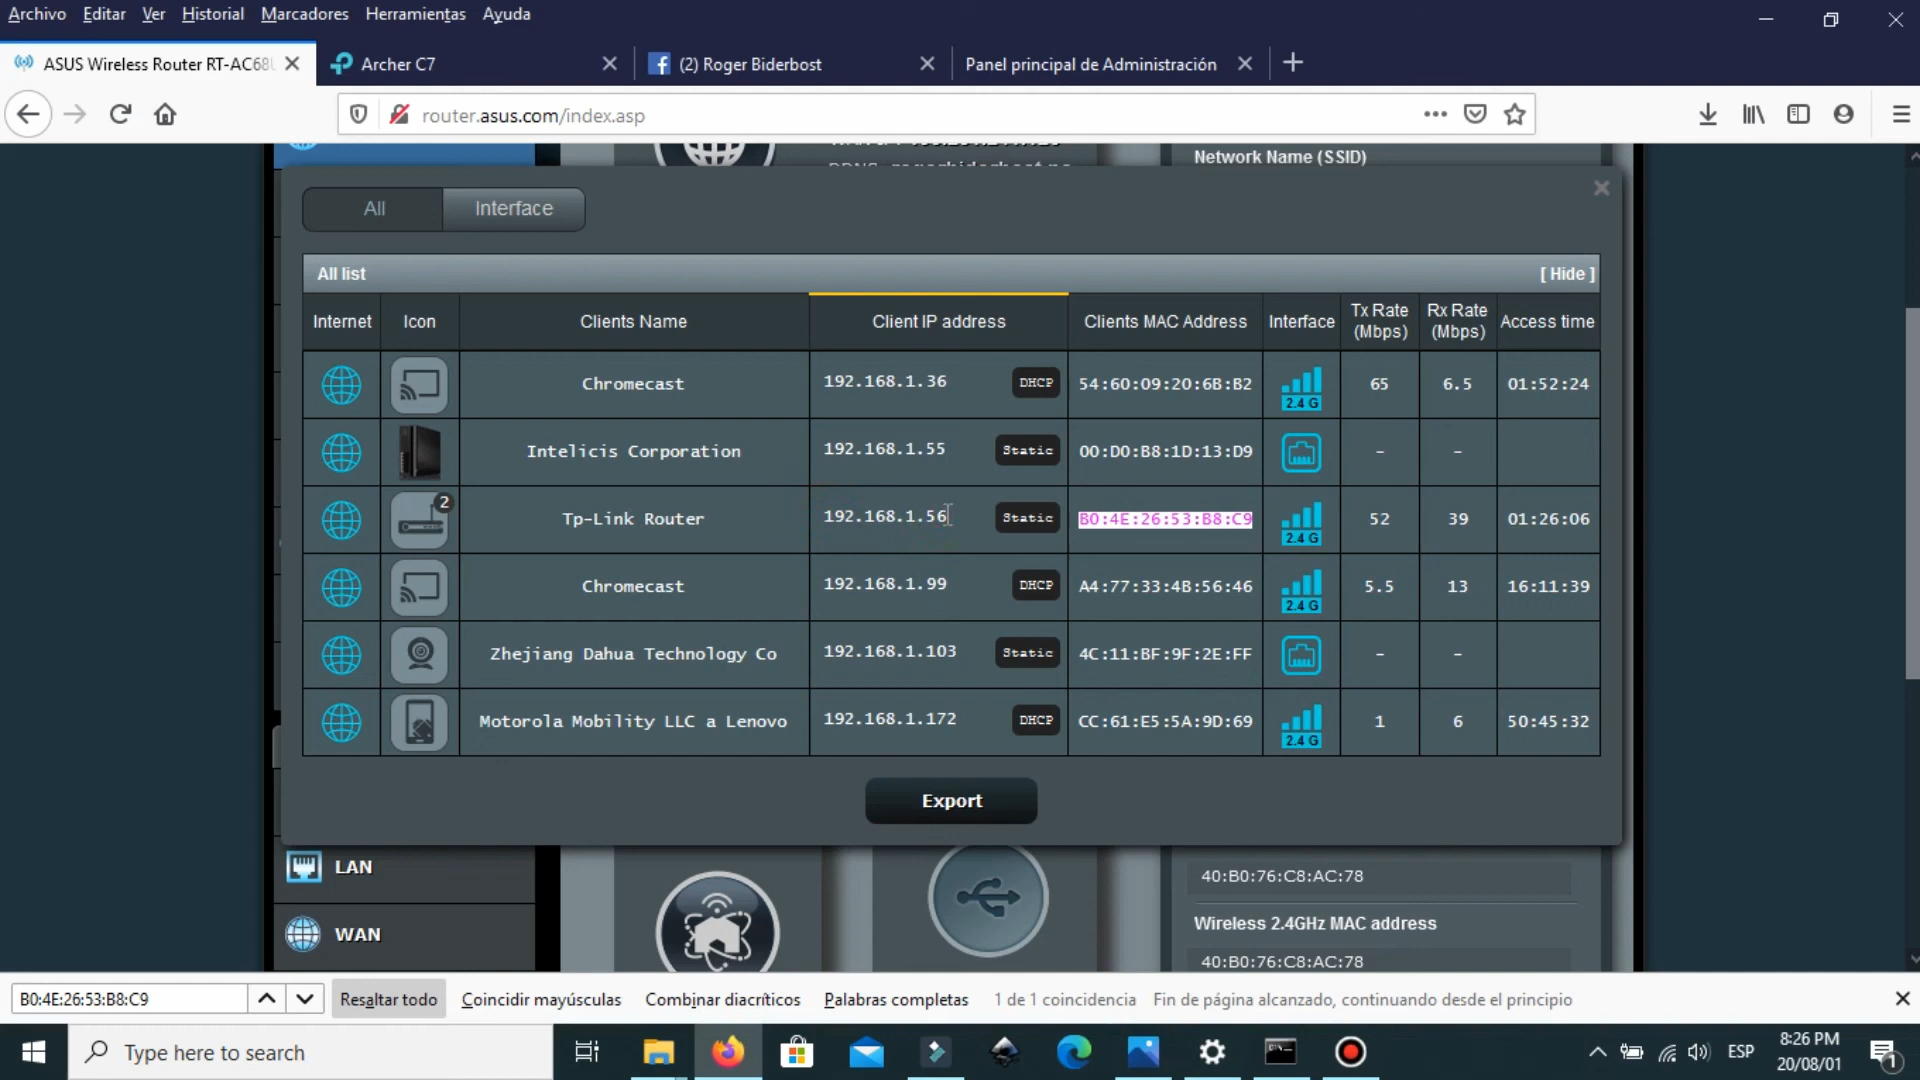 Archivo Editar Ver Historial Marcadores Herramientas Ayuda
ASUS Wireless Router RT-AC68U
Archer C7
(2) Roger Biderbost
Panel principal de Administración
router.asus.com/index.asp
Network Name (SSID)
All Interface
All list [ Hide ]
Internet Icon Clients Name Client IP address Clients MAC Address Interface Tx Rate (Mbps) Rx Rate (Mbps) Access time
Chromecast 192.168.1.36 DHCP 54:60:09:20:6B:B2 2.4 G 65 6.5 01:52:24
Intelicis Corporation 192.168.1.55 Static 00:D0:B8:1D:13:D9 - -
2 Tp-Link Router 192.168.1.56 Static B0:4E:26:53:B8:C9 2.4 G 52 39 01:26:06
Chromecast 192.168.1.99 DHCP A4:77:33:4B:56:46 2.4 G 5.5 13 16:11:39
Zhejiang Dahua Technology Co 192.168.1.103 Static 4C:11:BF:9F:2E:FF - -
Motorola Mobility LLC a Lenovo 192.168.1.172 DHCP CC:61:E5:5A:9D:69 2.4 G 1 6 50:45:32
Export
LAN
40:B0:76:C8:AC:78
Wireless 2.4GHz MAC address
WAN
40:B0:76:C8:AC:78
B0:4E:26:53:B8:C9 Resaltar todo Coincidir mayúsculas Combinar diacríticos Palabras completas 1 de 1 coincidencia Fin de página alcanzado, continuando desde el principio
Type here to search
ESP
8:26 PM
20/08/01
1